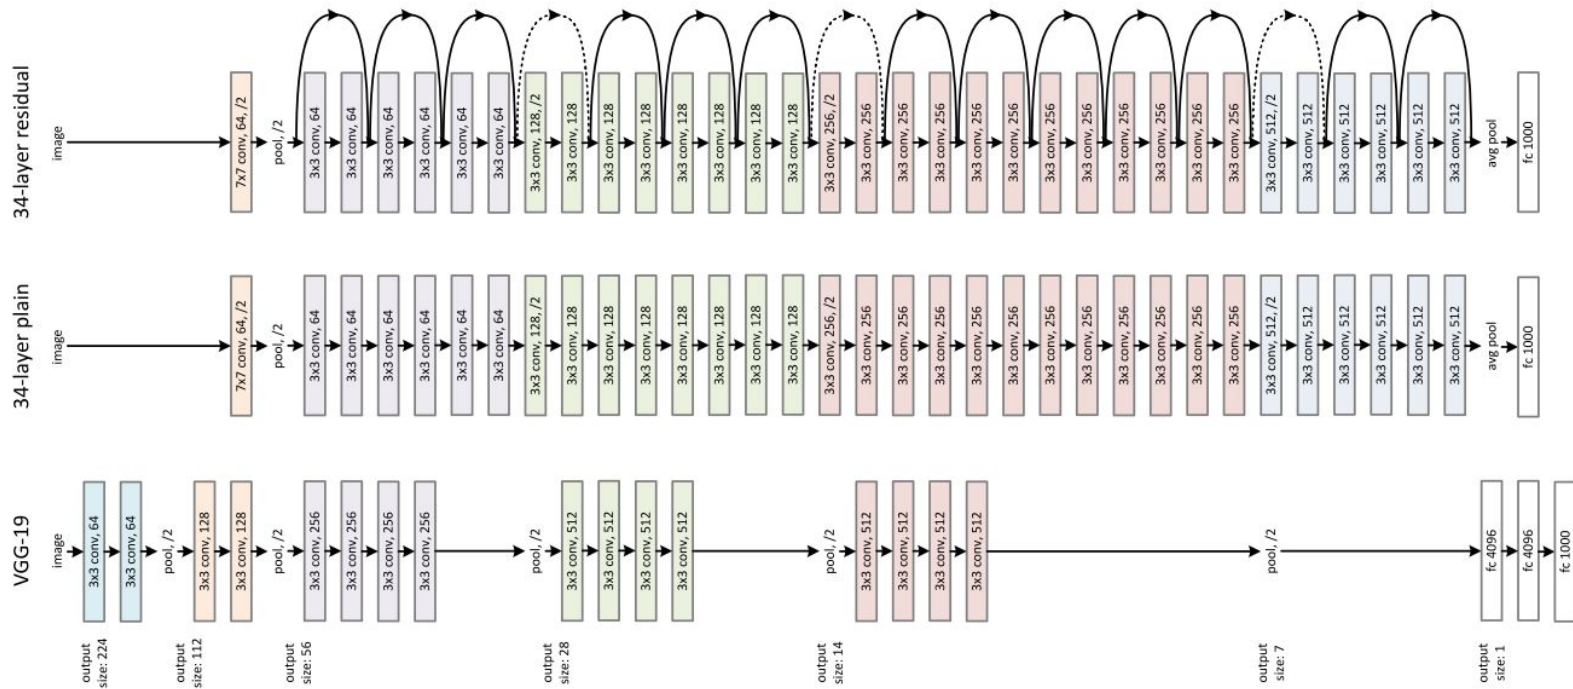 34-layer residual
image
7x7 conv, 64, /2
pool, /2
3x3 conv, 64
3x3 conv, 64
3x3 conv, 64
3x3 conv, 64
3x3 conv, 64
3x3 conv, 64
3x3 conv, 128, /2
3x3 conv, 128
3x3 conv, 128
3x3 conv, 128
3x3 conv, 128
3x3 conv, 128
3x3 conv, 128
3x3 conv, 128
3x3 conv, 256, /2
3x3 conv, 256
3x3 conv, 256
3x3 conv, 256
3x3 conv, 256
3x3 conv, 256
3x3 conv, 256
3x3 conv, 256
3x3 conv, 256
3x3 conv, 256
3x3 conv, 256
3x3 conv, 256
3x3 conv, 512, /2
3x3 conv, 512
3x3 conv, 512
3x3 conv, 512
3x3 conv, 512
3x3 conv, 512
avg pool
fc 1000
34-layer plain
image
7x7 conv, 64, /2
pool, /2
3x3 conv, 64
3x3 conv, 64
3x3 conv, 64
3x3 conv, 64
3x3 conv, 64
3x3 conv, 64
3x3 conv, 128, /2
3x3 conv, 128
3x3 conv, 128
3x3 conv, 128
3x3 conv, 128
3x3 conv, 128
3x3 conv, 128
3x3 conv, 128
3x3 conv, 256, /2
3x3 conv, 256
3x3 conv, 256
3x3 conv, 256
3x3 conv, 256
3x3 conv, 256
3x3 conv, 256
3x3 conv, 256
3x3 conv, 256
3x3 conv, 256
3x3 conv, 256
3x3 conv, 256
3x3 conv, 512, /2
3x3 conv, 512
3x3 conv, 512
3x3 conv, 512
3x3 conv, 512
3x3 conv, 512
avg pool
fc 1000
VGG-19
image
3x3 conv, 64
3x3 conv, 64
pool, /2
3x3 conv, 128
3x3 conv, 128
pool, /2
3x3 conv, 256
3x3 conv, 256
3x3 conv, 256
3x3 conv, 256
pool, /2
3x3 conv, 512
3x3 conv, 512
3x3 conv, 512
3x3 conv, 512
pool, /2
3x3 conv, 512
3x3 conv, 512
3x3 conv, 512
3x3 conv, 512
pool, /2
fc 4096
fc 4096
fc 1000
output
size: 224
output
size: 112
output
size: 56
output
size: 28
output
size: 14
output
size: 7
output
size: 1